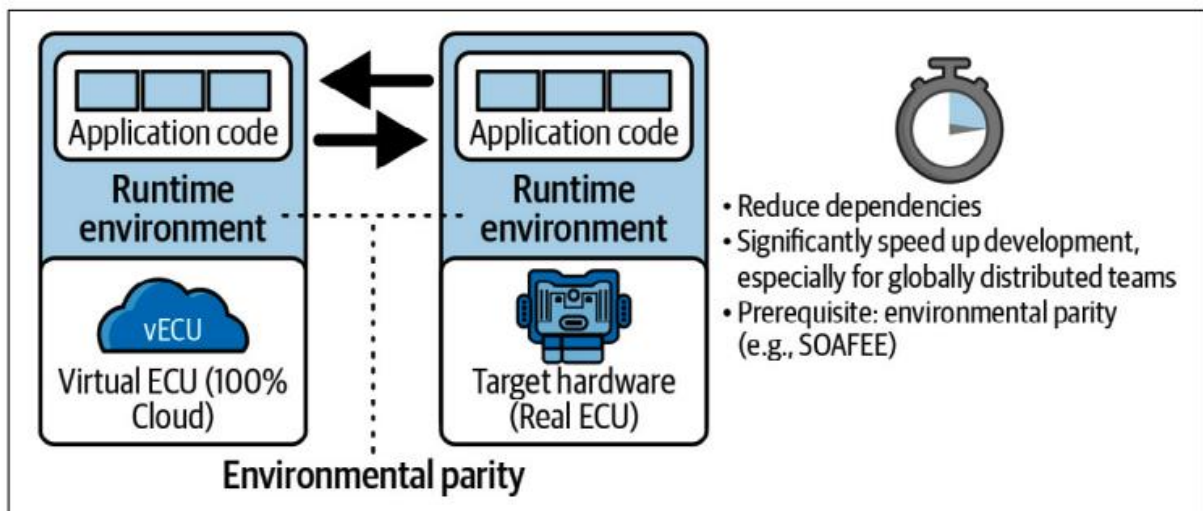 Application code
Runtime
environment
vECU
Virtual ECU (100%
Cloud)
Application code
Runtime
environment
Target hardware
(Real ECU)
Environmental parity
• Reduce dependencies
• Significantly speed up development,
especially for globally distributed teams
• Prerequisite: environmental parity
(e.g., SOAFEE)